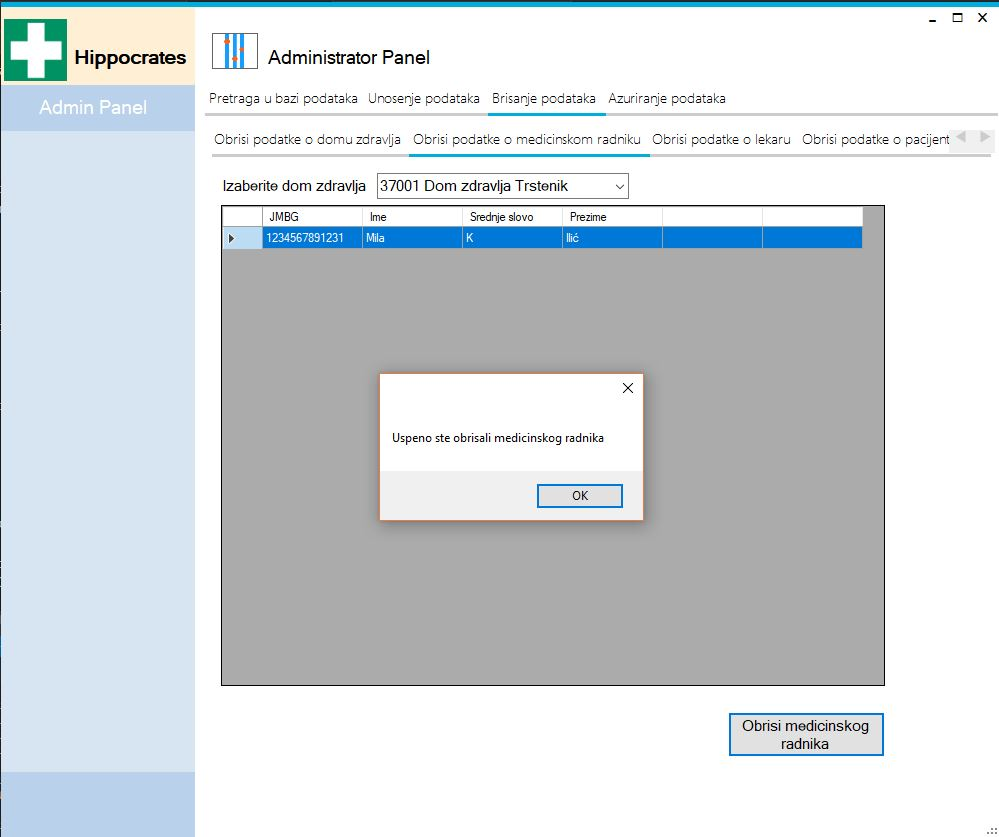 Hippocrates
Admin Panel
Administrator Panel
Pretraga u bazi podataka Unosenje podataka Brisanje podataka Azuriranje podataka
Obrisi podatke o domu zdravlja Obrisi podatke o medicinskom radniku Obrisi podatke o lekaru Obrisi podatke o pacijent
Izaberite dom zdravlja 37001 Dom zdravlja Trstenik
JMBG Ime Srednje slovo Prezime
1234567891231 Mila K Ilić
Uspeno ste obrisali medicinskog radnika
OK
Obrisi medicinskog
radnika